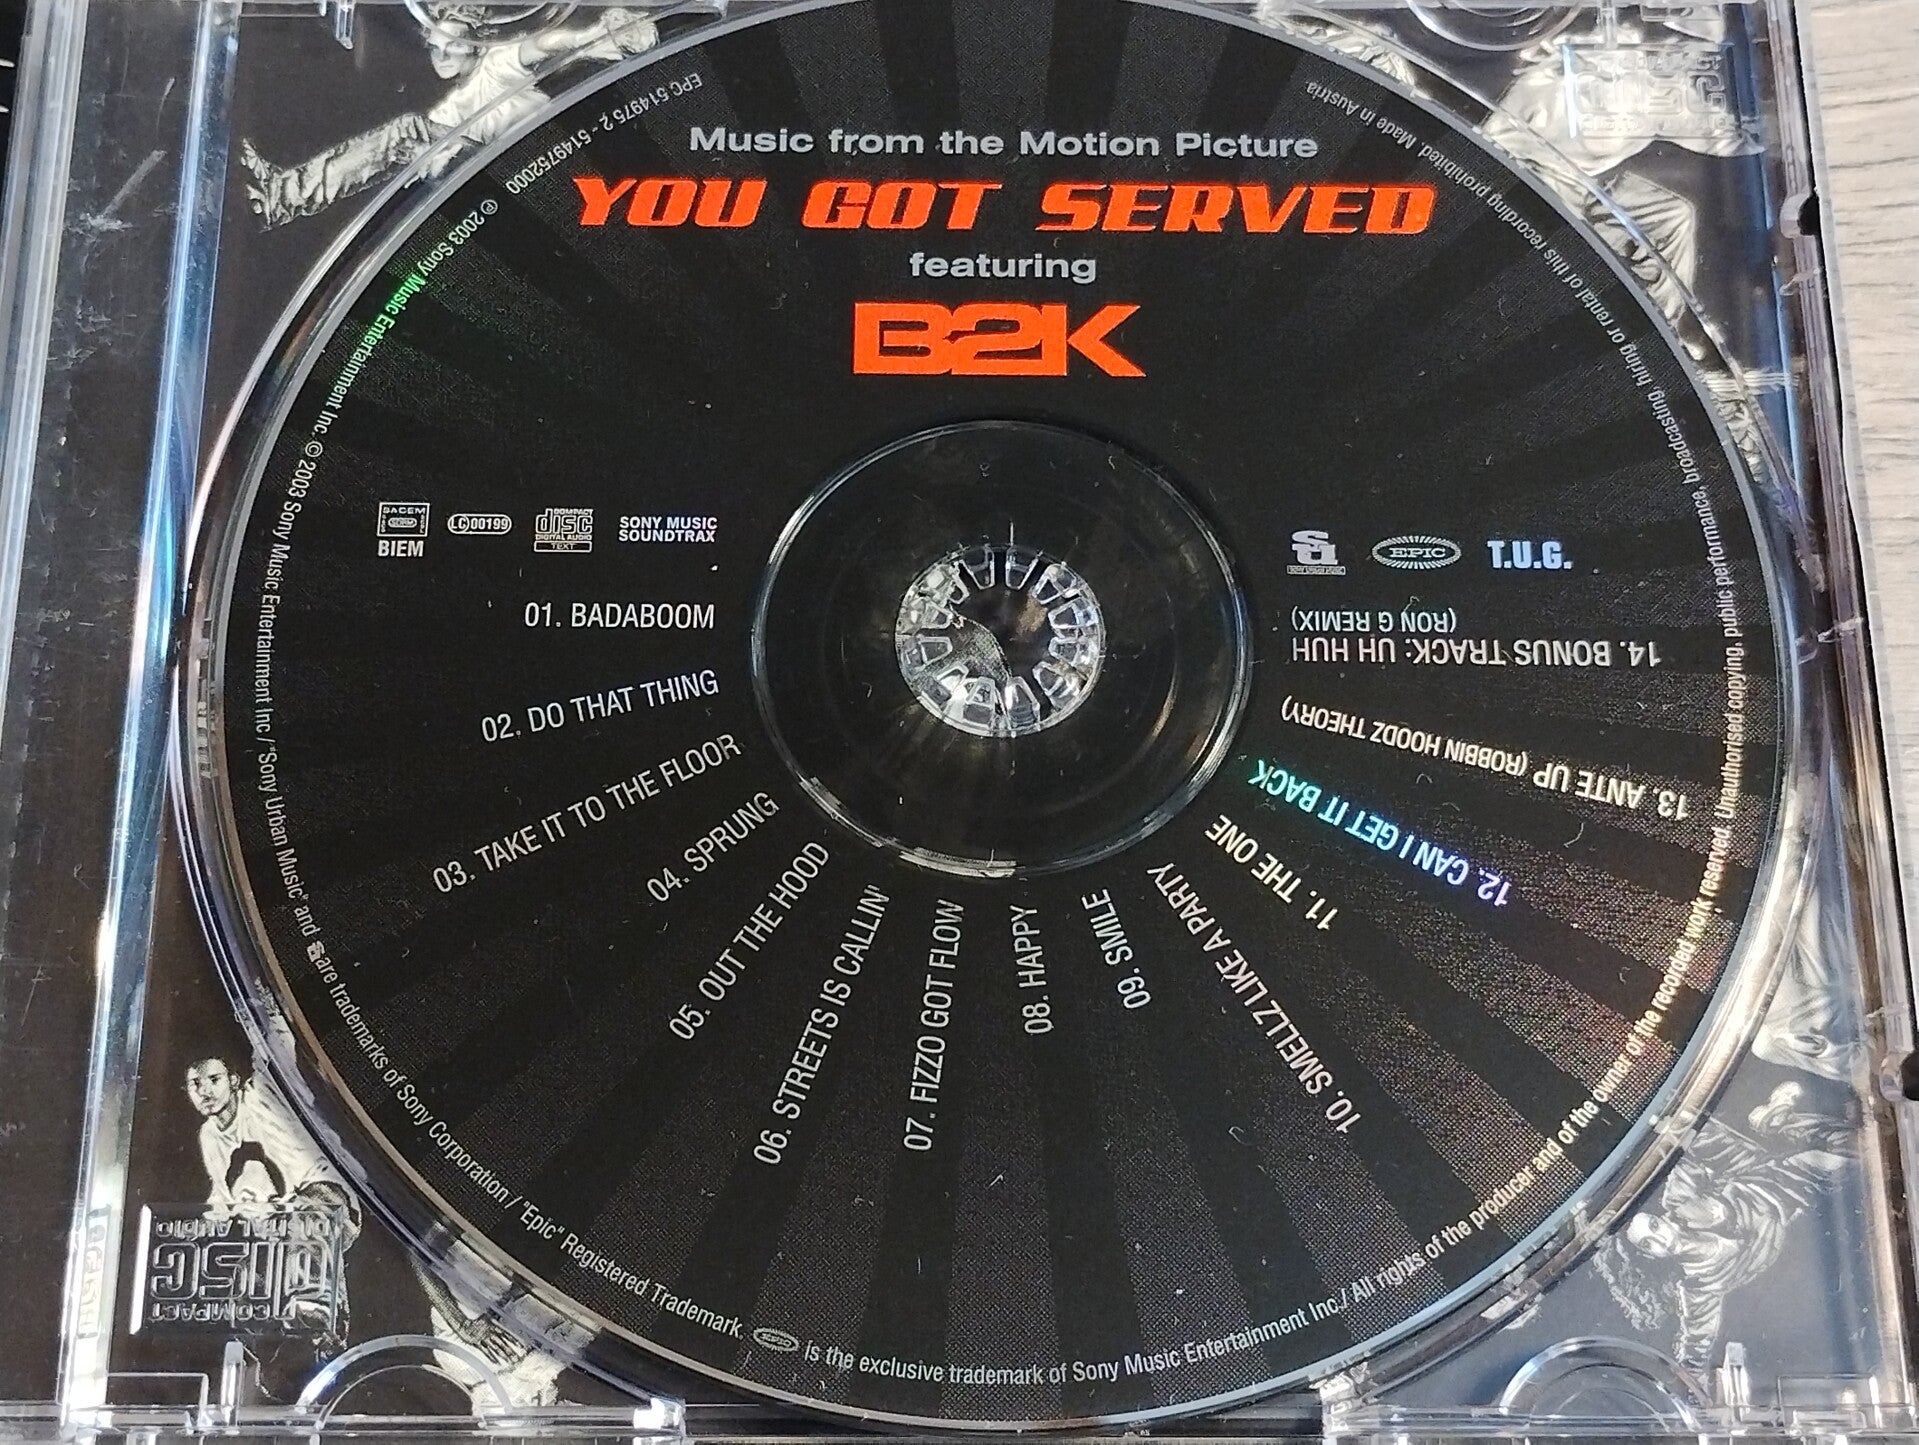 Music from the Motion Picture
YOU GOT SERVED
featuring
B2K
SACEM
BIEM
LC 00199
COMPACT
disc
DIGITAL AUDIO
TEXT
SONY MUSIC
SOUNDTRAX
EPIC
T.U.G.
01. BADABOOM
02. DO THAT THING
03. TAKE IT TO THE FLOOR
04. SPRUNG
05. OUT THE HOOD
06. STREETS IS CALLIN'
07. FIZZO GOT FLOW
08. HAPPY
09. SMILE
10. SMELLZ LIKE A PARTY
11. THE ONE
12. CAN I GET IT BACK
13. ANTE UP (ROBBIN HOODZ THEORY)
14. BONUS TRACK: UH HUH
(RON G REMIX)
EPC 514975 2 - 5149752000
℗ 2003 Sony Music Entertainment Inc. © 2003 Sony Music Entertainment Inc / "Sony Urban Music" and are trademarks of Sony Corporation / "Epic" Registered Trademark, EPIC is the exclusive trademark of Sony Music Entertainment Inc./ All rights of the producer and of the owner of the recorded work reserved. Unauthorised copying, public performance, broadcasting, hiring or rental of this recording prohibited. Made in Austria.
COMPACT
disc
DIGITAL AUDIO